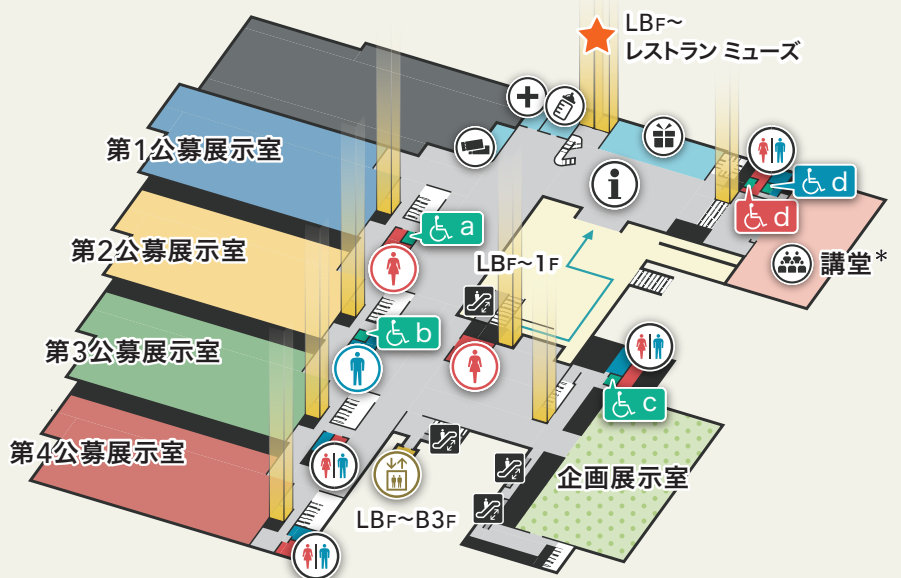 LBF～
レストラン ミューズ
第1公募展示室
d
d
a
第2公募展示室
LBF～1F
講堂*
b
第3公募展示室
c
第4公募展示室
企画展示室
LBF～B3F